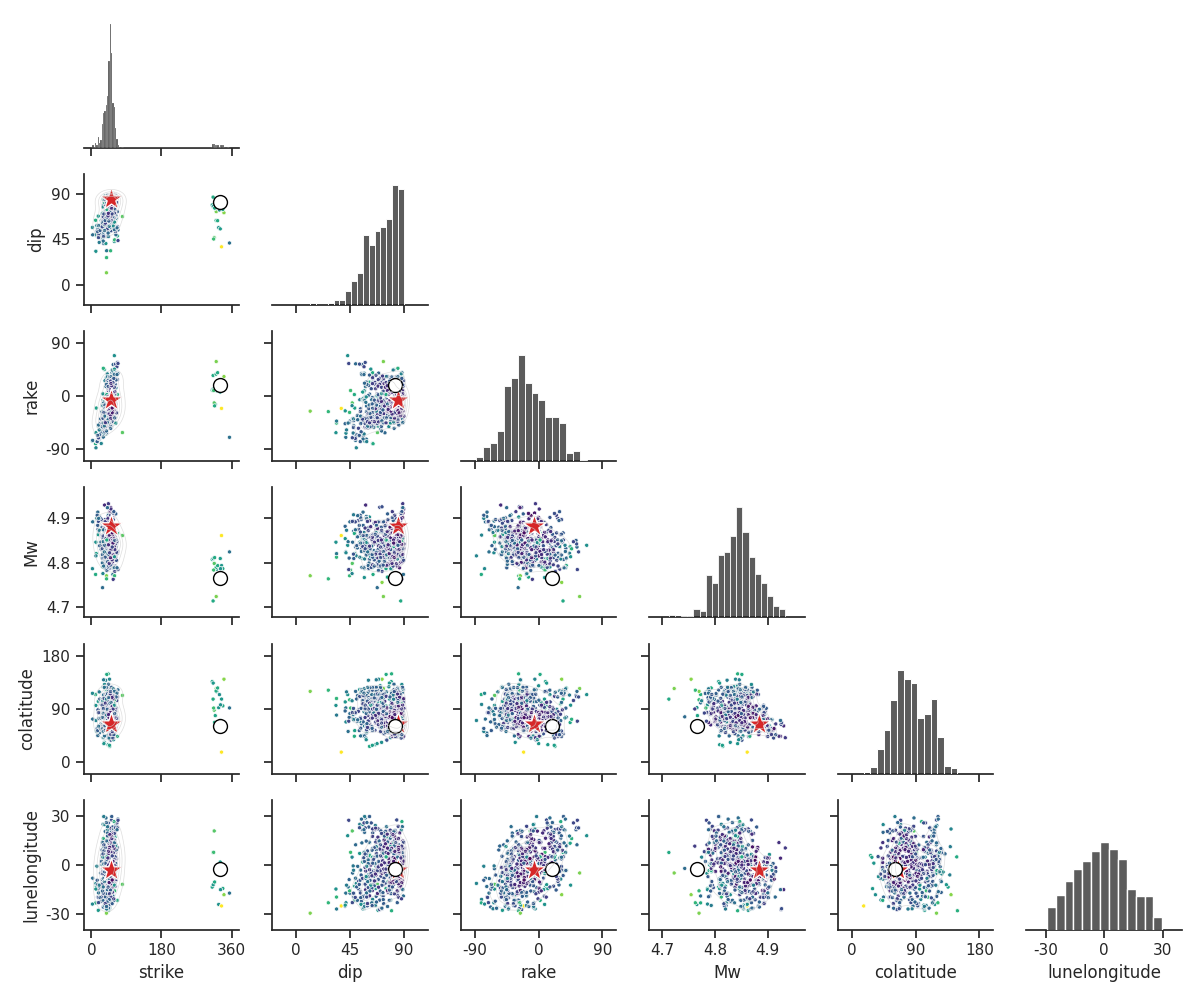 90
45
0
dip
90
0
-90
rake
4.9
4.8
4.7
Mw
180
90
0
colatitude
30
0
-30
lunelongitude
0 180 360
strike
0 45 90
dip
-90 0 90
rake
4.7 4.8 4.9
Mw
0 90 180
colatitude
-30 0 30
lunelongitude